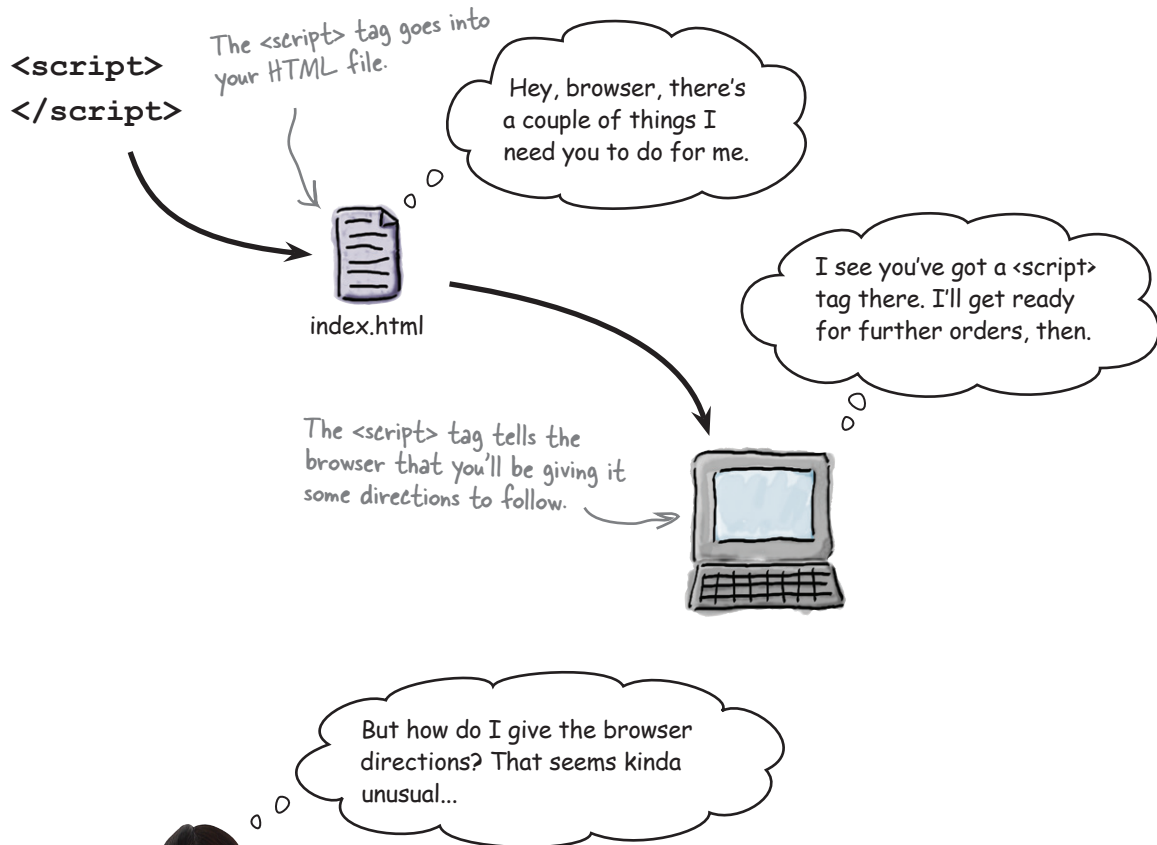 <script>
</script>
The <script> tag goes into
your HTML file.
Hey, browser, there's
a couple of things I
need you to do for me.
index.html
I see you've got a <script>
tag there. I'll get ready
for further orders, then.
The <script> tag tells the
browser that you'll be giving it
some directions to follow.
But how do I give the browser
directions? That seems kinda
unusual...